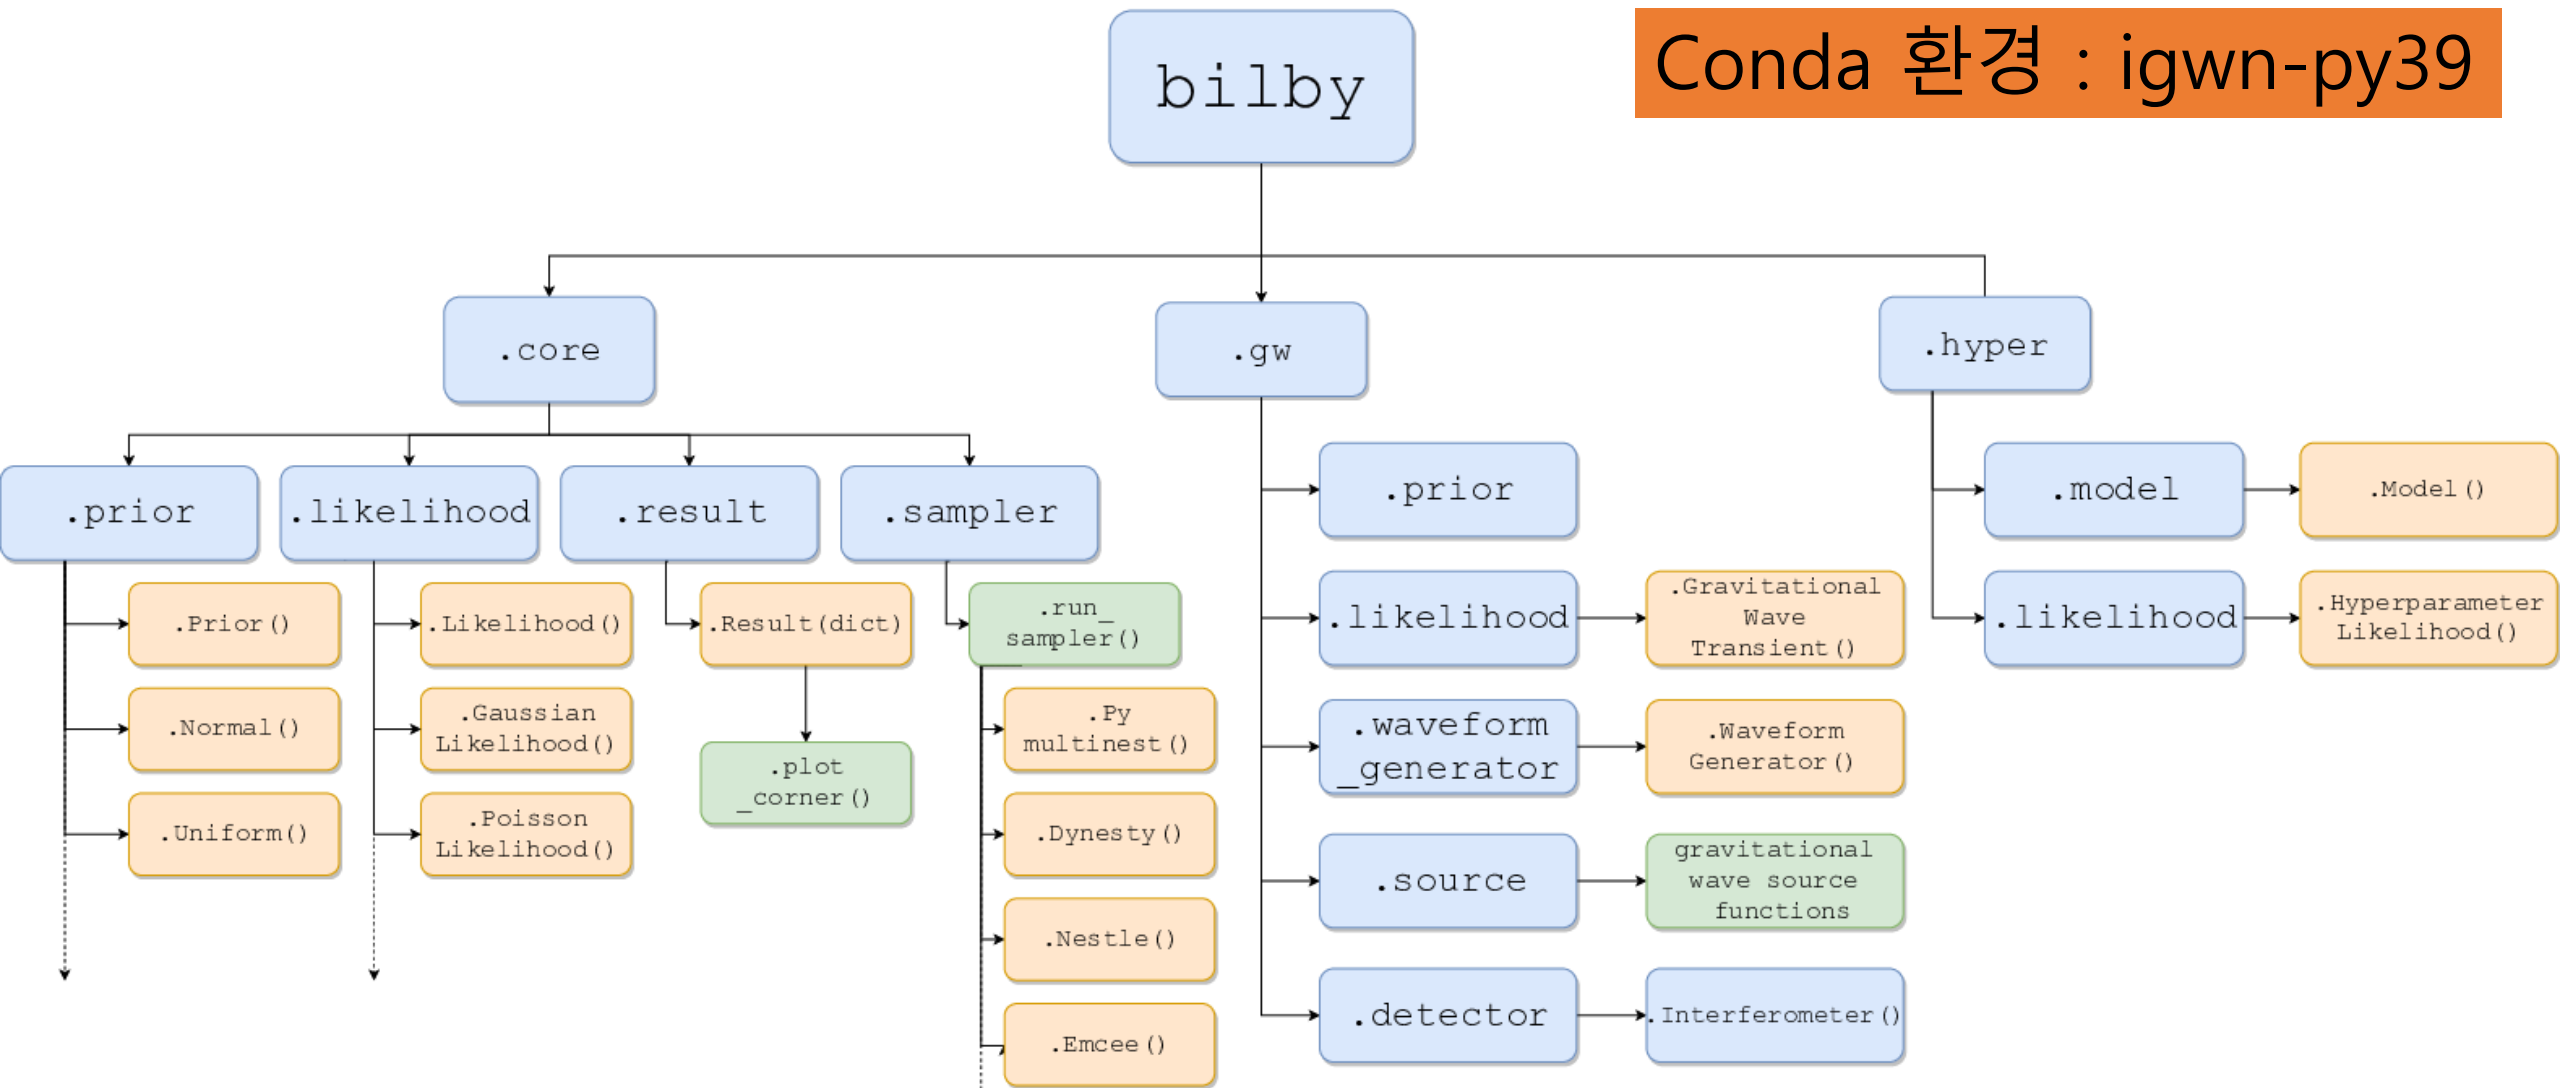 bilby
Conda 환경 : igwn-py39
.core
.gw
.hyper
.prior
.likelihood
.result
.sampler
.Prior()
.Normal()
.Uniform()
.Likelihood()
.Gaussian
Likelihood()
.Poisson
Likelihood()
.Result(dict)
.plot
_corner()
.run_
sampler()
.Py
multinest()
.Dynesty()
.Nestle()
.Emcee()
.prior
.likelihood
.Gravitational
Wave
Transient()
.waveform
_generator
.Waveform
Generator()
.source
gravitational
wave source
functions
.detector
.Interferometer()
.model
.Model()
.likelihood
.Hyperparameter
Likelihood()